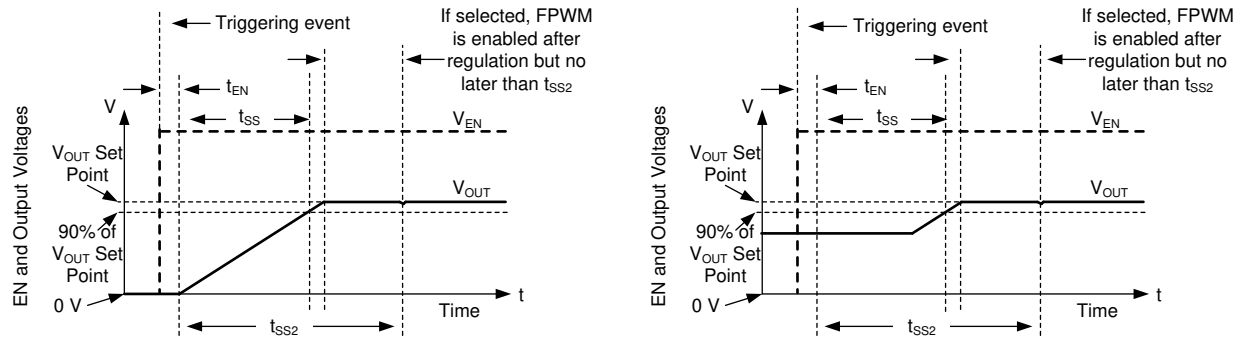 Triggering event
If selected, FPWM
is enabled after
regulation but no
later than tSS2
tEN
V
tSS
VEN
VOUT Set
Point
VOUT
90% of
VOUT Set
Point
0 V
t
Time
tSS2
EN and Output Voltages
Triggering event
If selected, FPWM
is enabled after
regulation but no
later than tSS2
tEN
V
tSS
VEN
VOUT Set
Point
VOUT
90% of
VOUT Set
Point
0 V
t
Time
tSS2
EN and Output Voltages